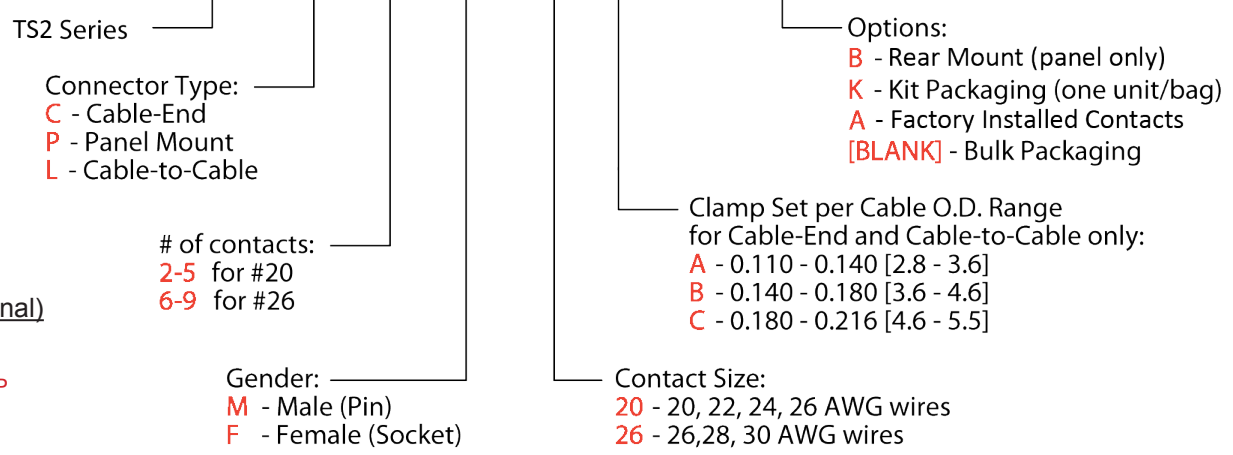 TS2 Series
Connector Type:
C - Cable-End
P - Panel Mount
L - Cable-to-Cable
# of contacts:
2-5 for #20
6-9 for #26
nal)
Gender:
M - Male (Pin)
F - Female (Socket)
Options:
B - Rear Mount (panel only)
K - Kit Packaging (one unit/bag)
A - Factory Installed Contacts
[BLANK] - Bulk Packaging
Clamp Set per Cable O.D. Range
for Cable-End and Cable-to-Cable only:
A - 0.110 - 0.140 [2.8 - 3.6]
B - 0.140 - 0.180 [3.6 - 4.6]
C - 0.180 - 0.216 [4.6 - 5.5]
Contact Size:
20 - 20, 22, 24, 26 AWG wires
26 - 26,28, 30 AWG wires